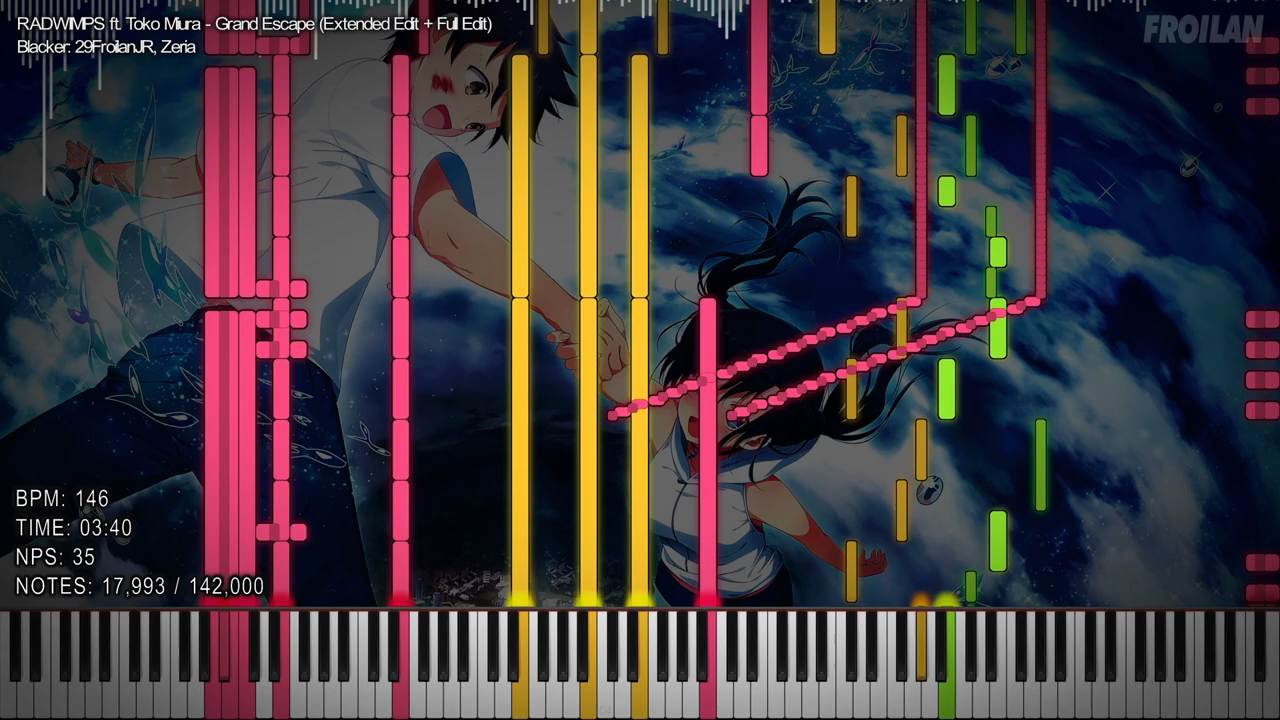 RADWIMPS ft. Toko Miura - Grand Escape (Extended Edit + Full Edit)
Blacker: 29FroilanJR, Zeria
FROILAN
BPM: 146
TIME: 03:40
NPS: 35
NOTES: 17,993 / 142,000